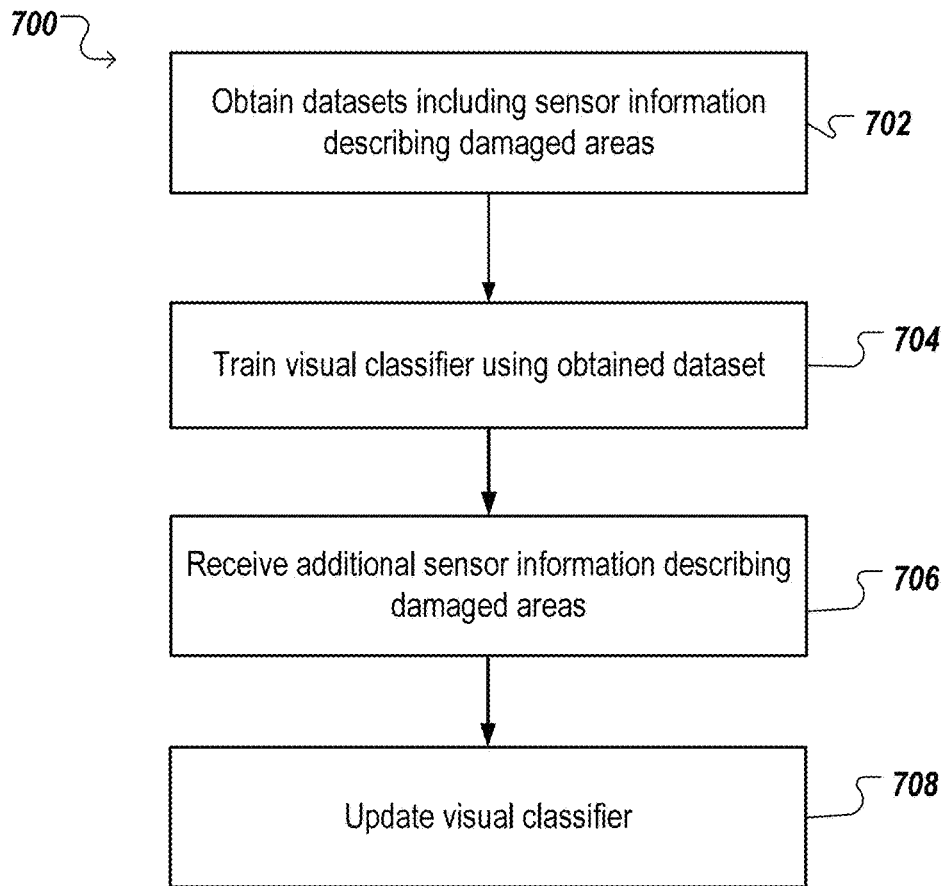 700
Obtain datasets including sensor information
describing damaged areas
702
Train visual classifier using obtained dataset
704
Receive additional sensor information describing
damaged areas
706
Update visual classifier
708